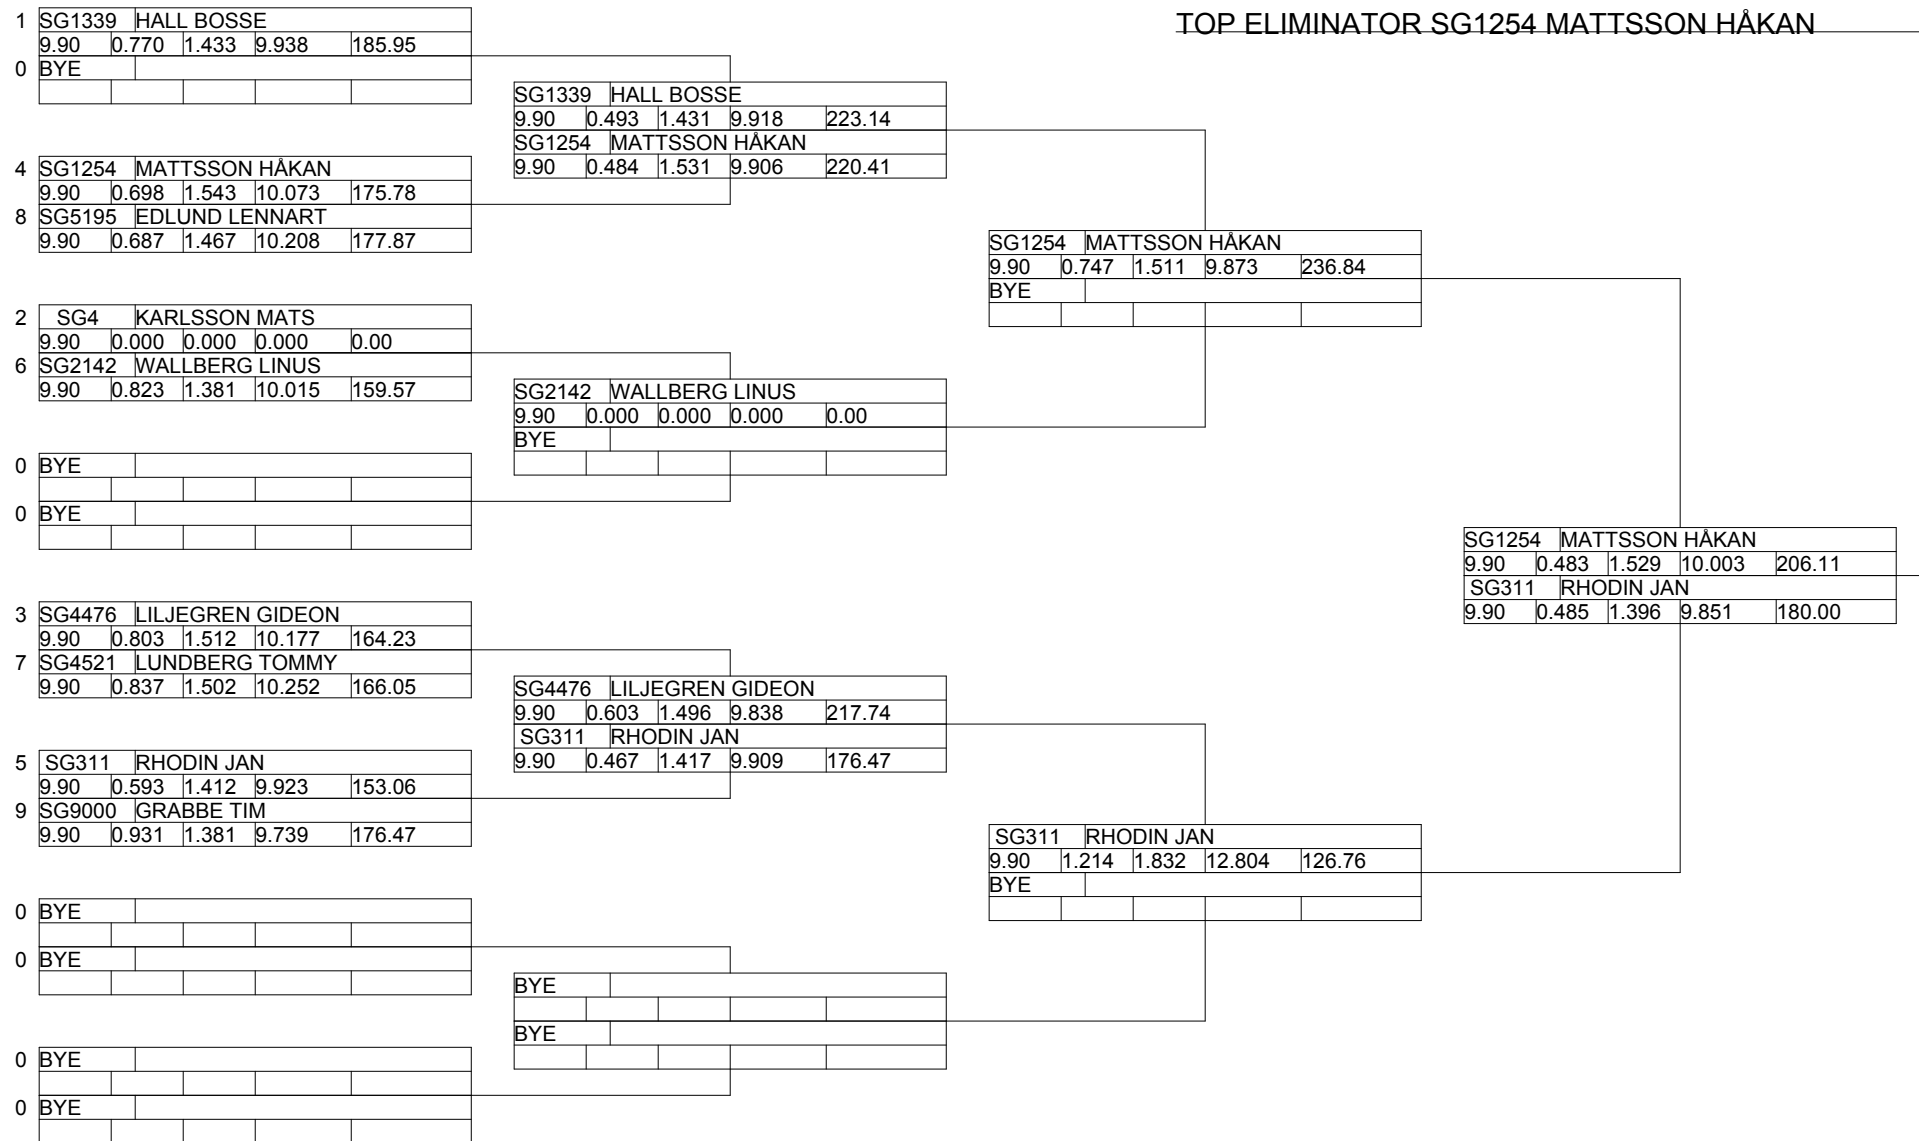 TOP ELIMINATOR SG1254 MATTSSON HÅKAN
1 SG1339 HALL BOSSE
9.90 0.770 1.433 9.938 185.95
0 BYE
4 SG1254 MATTSSON HÅKAN
9.90 0.698 1.543 10.073 175.78
8 SG5195 EDLUND LENNART
9.90 0.687 1.467 10.208 177.87
2 SG4 KARLSSON MATS
9.90 0.000 0.000 0.000 0.00
6 SG2142 WALLBERG LINUS
9.90 0.823 1.381 10.015 159.57
0 BYE
0 BYE
3 SG4476 LILJEGREN GIDEON
9.90 0.803 1.512 10.177 164.23
7 SG4521 LUNDBERG TOMMY
9.90 0.837 1.502 10.252 166.05
5 SG311 RHODIN JAN
9.90 0.593 1.412 9.923 153.06
9 SG9000 GRABBE TIM
9.90 0.931 1.381 9.739 176.47
0 BYE
0 BYE
0 BYE
0 BYE
SG1339 HALL BOSSE
9.90 0.493 1.431 9.918 223.14
SG1254 MATTSSON HÅKAN
9.90 0.484 1.531 9.906 220.41
SG2142 WALLBERG LINUS
9.90 0.000 0.000 0.000 0.00
BYE
SG4476 LILJEGREN GIDEON
9.90 0.603 1.496 9.838 217.74
SG311 RHODIN JAN
9.90 0.467 1.417 9.909 176.47
BYE
BYE
SG1254 MATTSSON HÅKAN
9.90 0.747 1.511 9.873 236.84
BYE
SG311 RHODIN JAN
9.90 1.214 1.832 12.804 126.76
BYE
SG1254 MATTSSON HÅKAN
9.90 0.483 1.529 10.003 206.11
SG311 RHODIN JAN
9.90 0.485 1.396 9.851 180.00